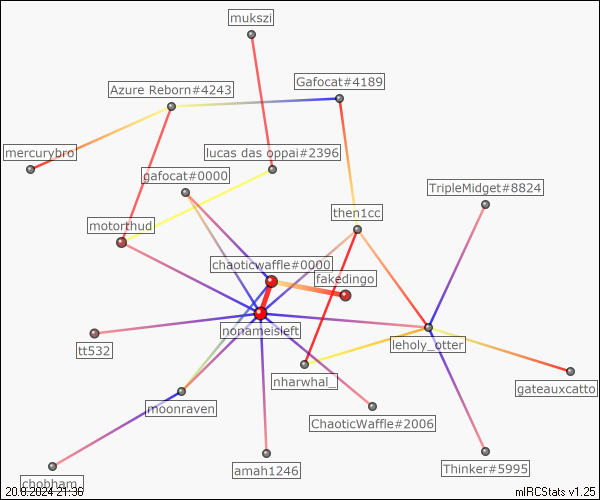 mukszi
Gafocat#4189
Azure Reborn#4243
mercurybro
lucas das oppai#2396
gafocat#0000
TripleMidget#8824
then1cc
motorthud
chaoticwaffle#0000
fakedingo
nonameisleft
leholy_otter
tt532
nharwhal_
gateauxcatto
moonraven
ChaoticWaffle#2006
amah1246
Thinker#5995
chobham_
20.6.2024 21:36
mIRCStats v1.25